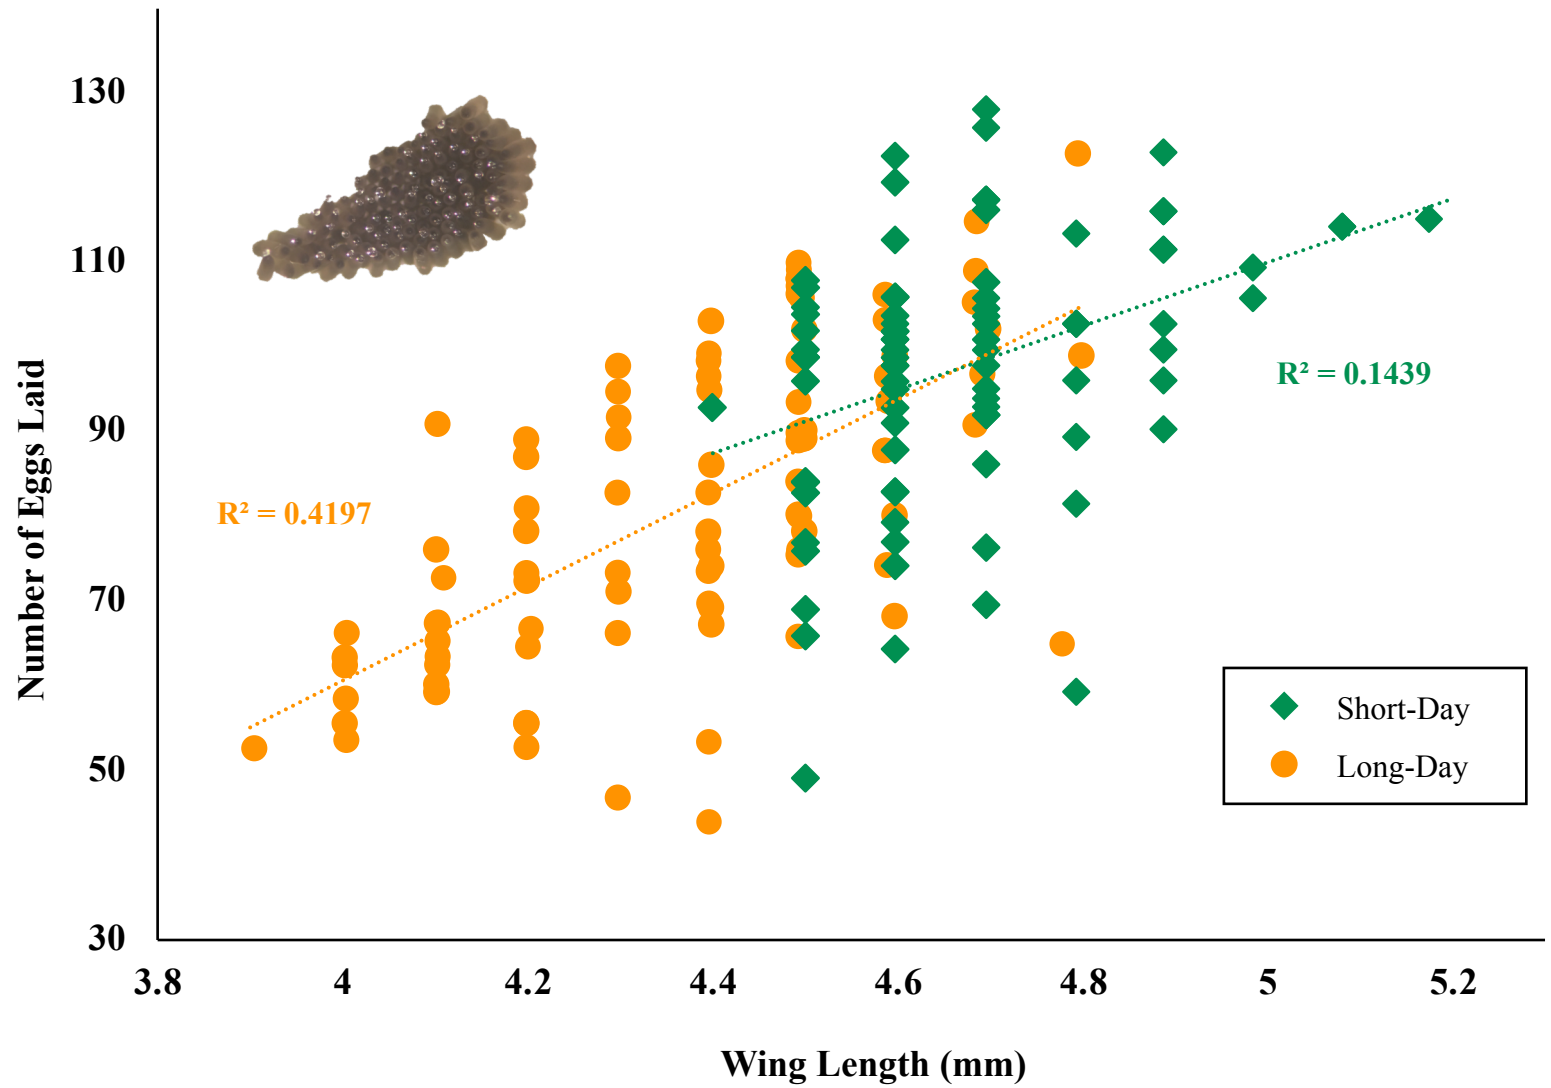 130
110
90
70
50
30
Number of Eggs Laid
R² = 0.4197
R² = 0.1439
Short-Day
Long-Day
3.8 4 4.2 4.4 4.6 4.8 5 5.2
Wing Length (mm)